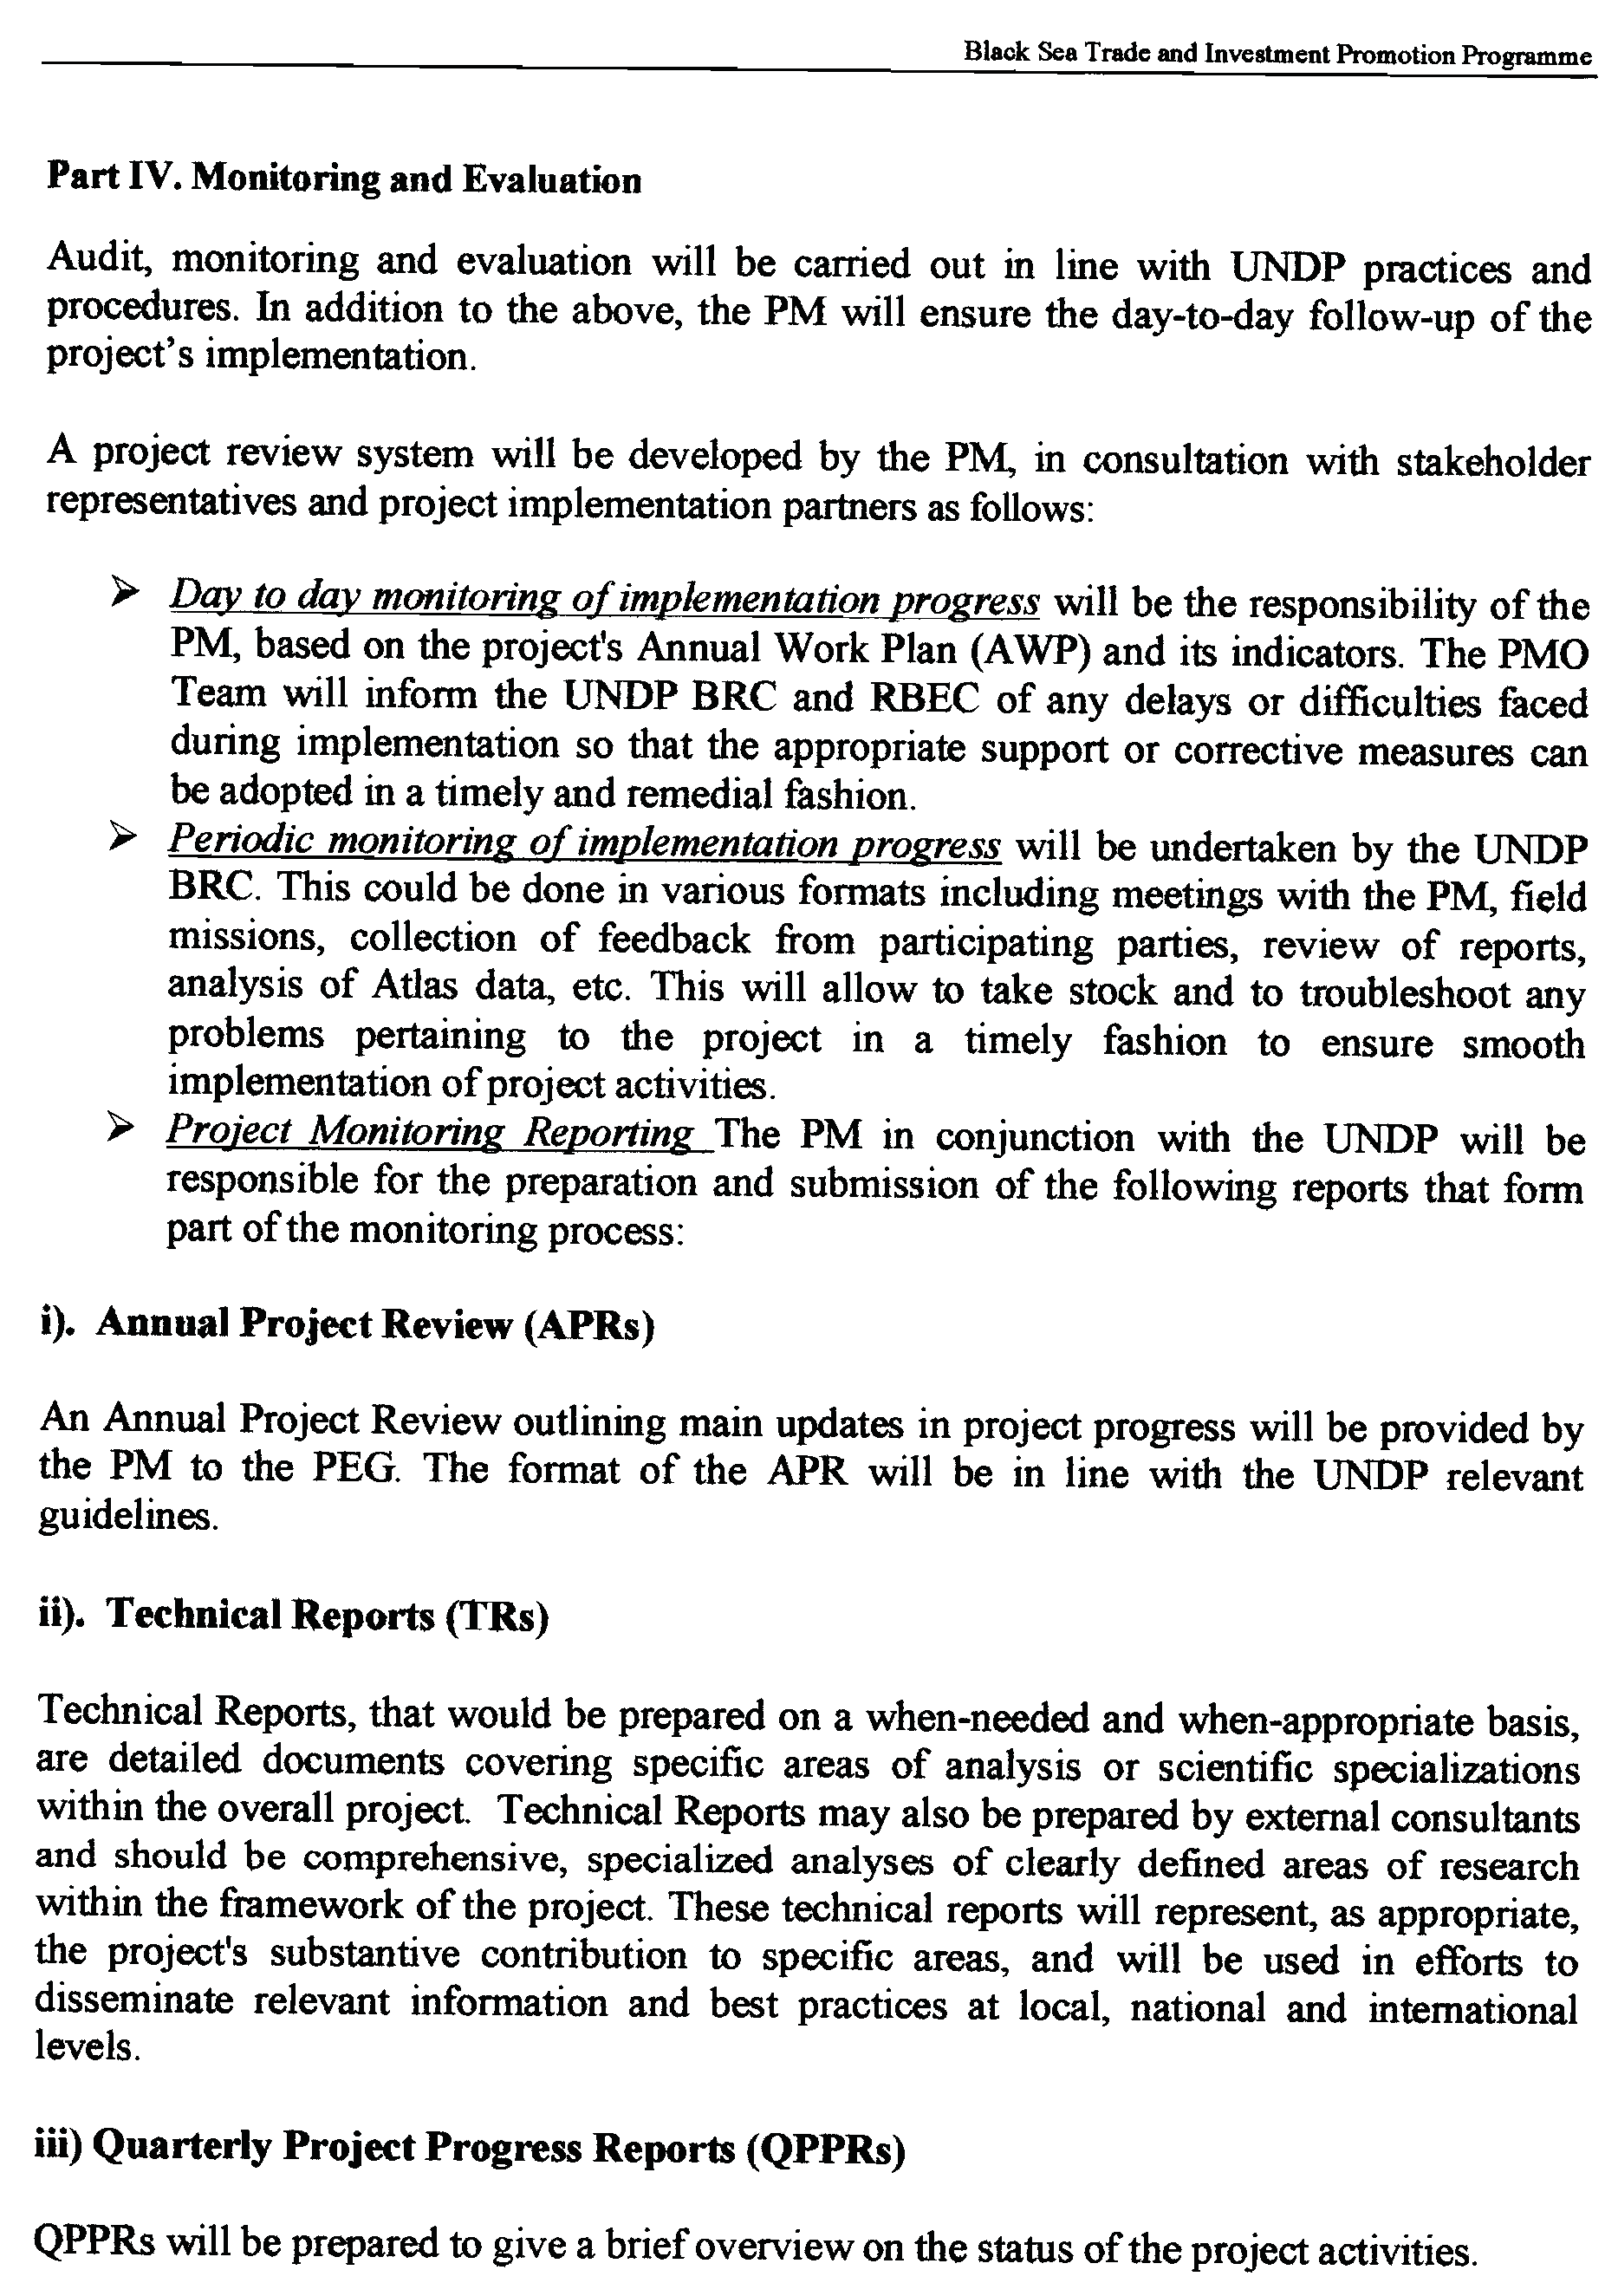 Black Sea Trade and Investment Promotion Programme
Part IV. Monitoring and Evaluation
Audit, monitoring and evaluation will be carried out in line with UNDP practices and
procedures. In addition to the above, the PM will ensure the day-to-day follow-up of the
project's implementation.
A project review system will be developed by the PM, in consultation with stakeholder
representatives and project implementation partners as follows:
➢ Day to day monitoring of implementation progress will be the responsibility of the
PM, based on the project's Annual Work Plan (AWP) and its indicators. The PMO
Team will inform the UNDP BRC and RBEC of any delays or difficulties faced
during implementation so that the appropriate support or corrective measures can
be adopted in a timely and remedial fashion.
➢ Periodic monitoring of implementation progress will be undertaken by the UNDP
BRC. This could be done in various formats including meetings with the PM, field
missions, collection of feedback from participating parties, review of reports,
analysis of Atlas data, etc. This will allow to take stock and to troubleshoot any
problems pertaining to the project in a timely fashion to ensure smooth
implementation of project activities.
➢ Project Monitoring Reporting The PM in conjunction with the UNDP will be
responsible for the preparation and submission of the following reports that form
part of the monitoring process:
i). Annual Project Review (APRs)
An Annual Project Review outlining main updates in project progress will be provided by
the PM to the PEG. The format of the APR will be in line with the UNDP relevant
guidelines.
ii). Technical Reports (TRs)
Technical Reports, that would be prepared on a when-needed and when-appropriate basis,
are detailed documents covering specific areas of analysis or scientific specializations
within the overall project. Technical Reports may also be prepared by external consultants
and should be comprehensive, specialized analyses of clearly defined areas of research
within the framework of the project. These technical reports will represent, as appropriate,
the project's substantive contribution to specific areas, and will be used in efforts to
disseminate relevant information and best practices at local, national and international
levels.
iii) Quarterly Project Progress Reports (QPPRs)
QPPRs will be prepared to give a brief overview on the status of the project activities.